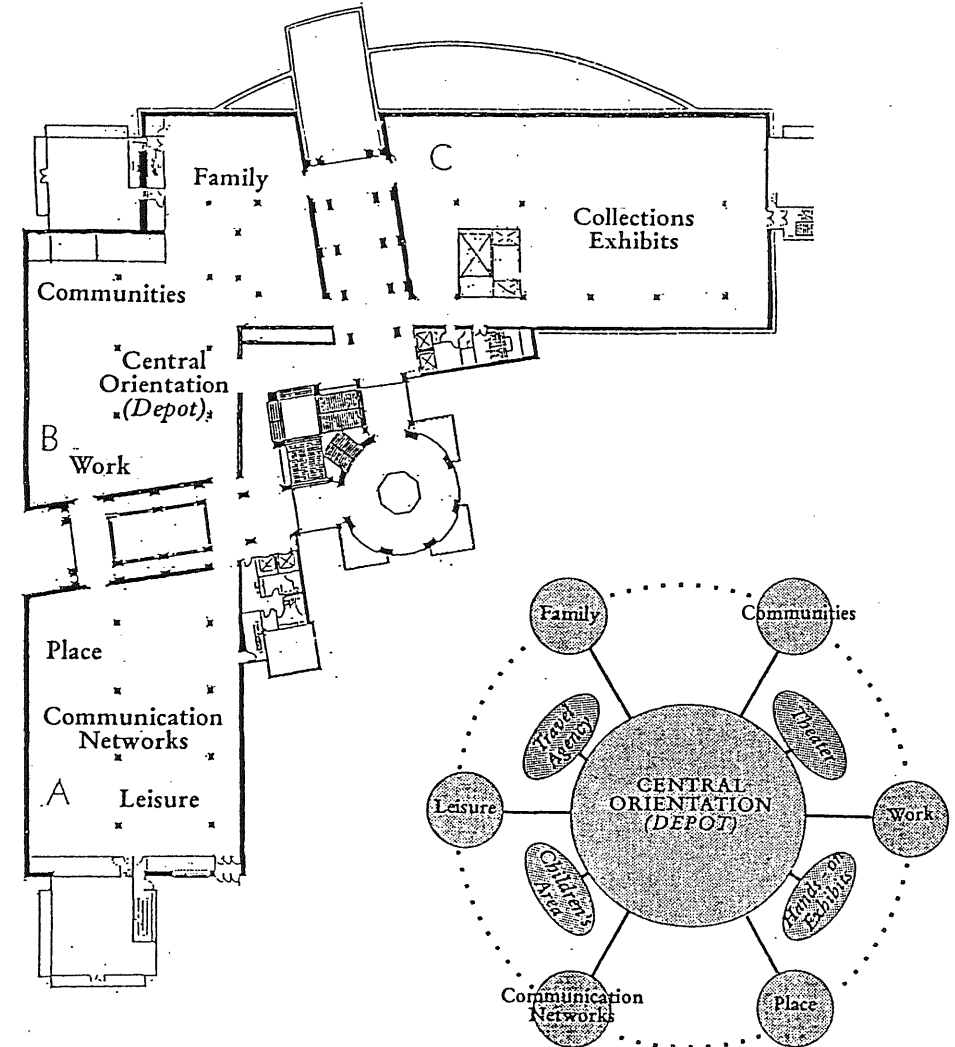 Family
C
Collections
Exhibits
Communities
Central
Orientation
(Depot)
B
Work
Place
Communication
Networks
A
Leisure
Family
Communities
Travel
Agency
Theater
CENTRAL
ORIENTATION
(DEPOT)
Leisure
Work
Children's
Area
Hands on
Exhibits
Communication
Networks
Place